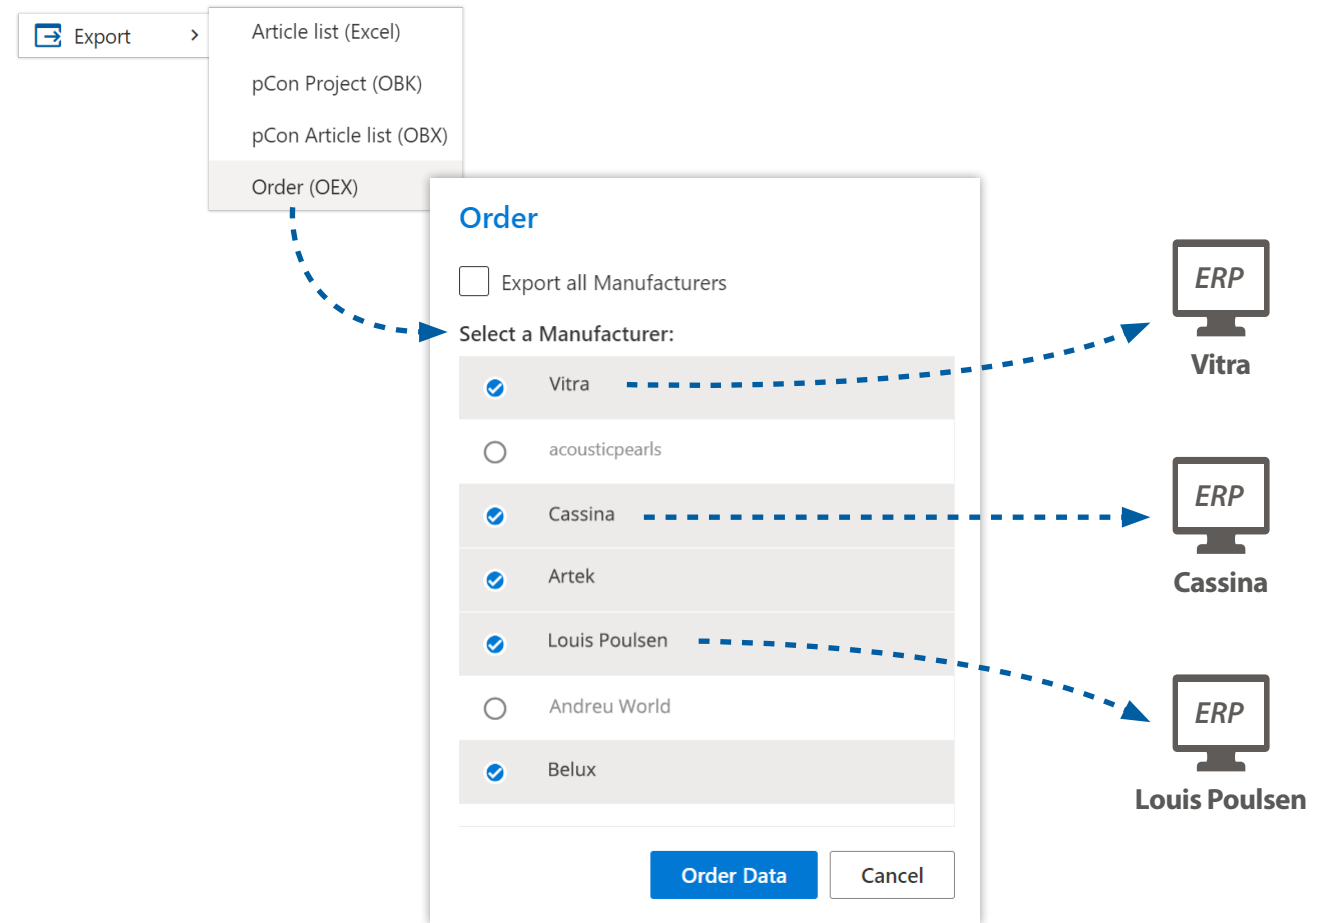 Export
Article list (Excel)
pCon Project (OBK)
pCon Article list (OBX)
Order (OEX)
Order
Export all Manufacturers
Select a Manufacturer:
Vitra
acousticpearls
Cassina
Artek
Louis Poulsen
Andreu World
Belux
Order Data
Cancel
ERP
Vitra
ERP
Cassina
ERP
Louis Poulsen